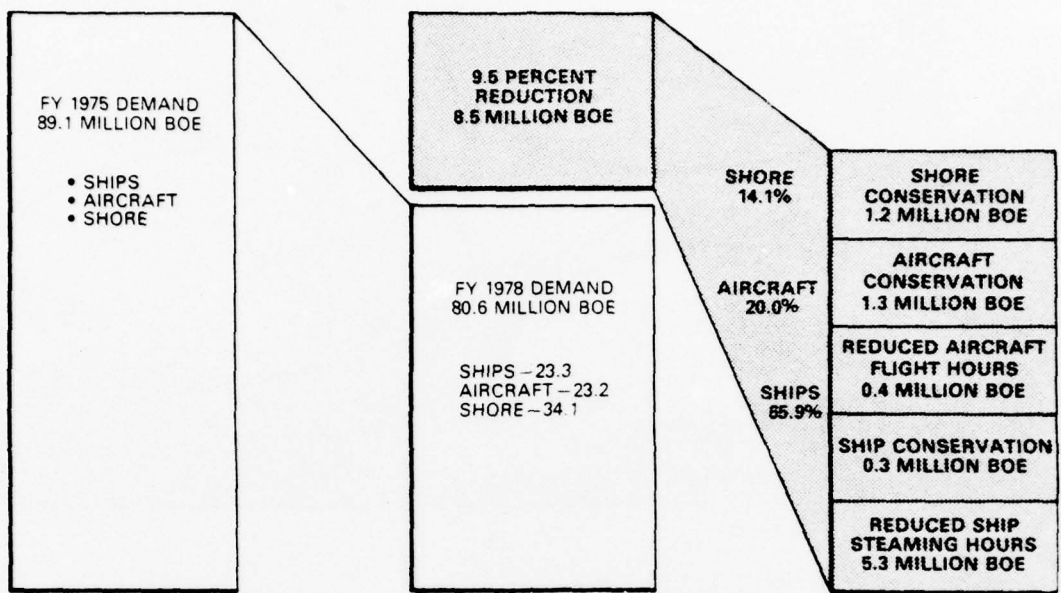 FY 1975 DEMAND
89.1 MILLION BOE
• SHIPS
• AIRCRAFT
• SHORE
9.5 PERCENT
REDUCTION
8.5 MILLION BOE
FY 1978 DEMAND
80.6 MILLION BOE
SHIPS – 23.3
AIRCRAFT – 23.2
SHORE – 34.1
SHORE
14.1%
AIRCRAFT
20.0%
SHIPS
65.9%
SHORE
CONSERVATION
1.2 MILLION BOE
AIRCRAFT
CONSERVATION
1.3 MILLION BOE
REDUCED AIRCRAFT
FLIGHT HOURS
0.4 MILLION BOE
SHIP CONSERVATION
0.3 MILLION BOE
REDUCED SHIP
STEAMING HOURS
5.3 MILLION BOE